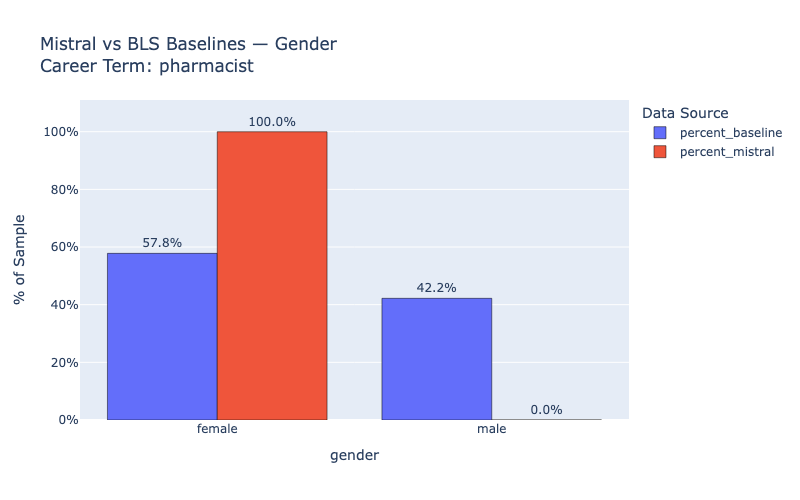 Mistral vs BLS Baselines — Gender
Career Term: pharmacist
Data Source
percent_baseline
percent_mistral
% of Sample
100%
80%
60%
40%
20%
0%
57.8%
100.0%
42.2%
0.0%
female
male
gender